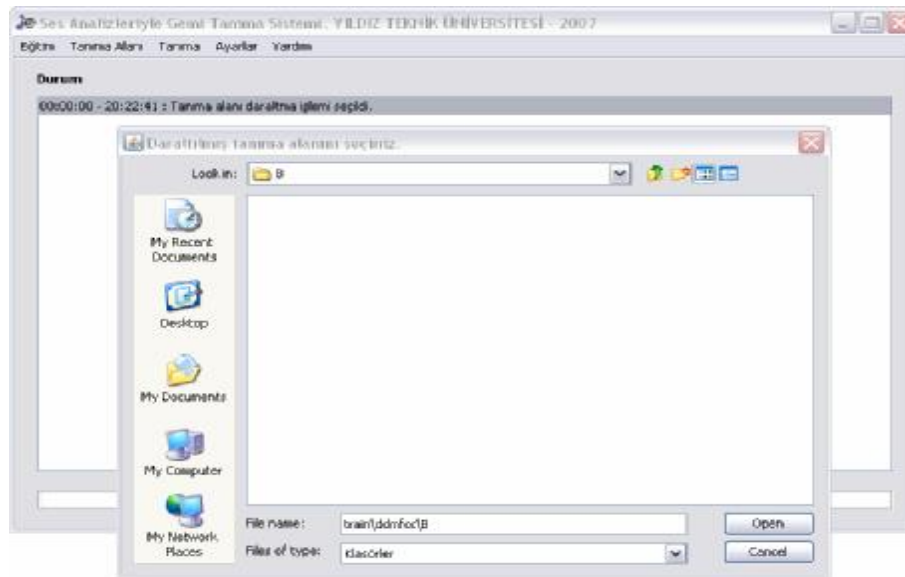 Ses Analizleriyle Gemi Tanıma Sistemi. YILDIZ TEKNİK ÜNİVERSİTESİ - 2007
Eğitim Tanıma Alanı Tanıma Ayarlar Yardım
Durum
00:00:00 - 20:22:41 : Tanıma alanı daraltma işlemi seçildi.
Daraltılmış tanıma alanını seçiniz.
Look in: B
My Recent
Documents
Desktop
My Documents
My Computer
My Network
Places
File name: train\ddmfcc\B Open
Files of type: Klasörler Cancel